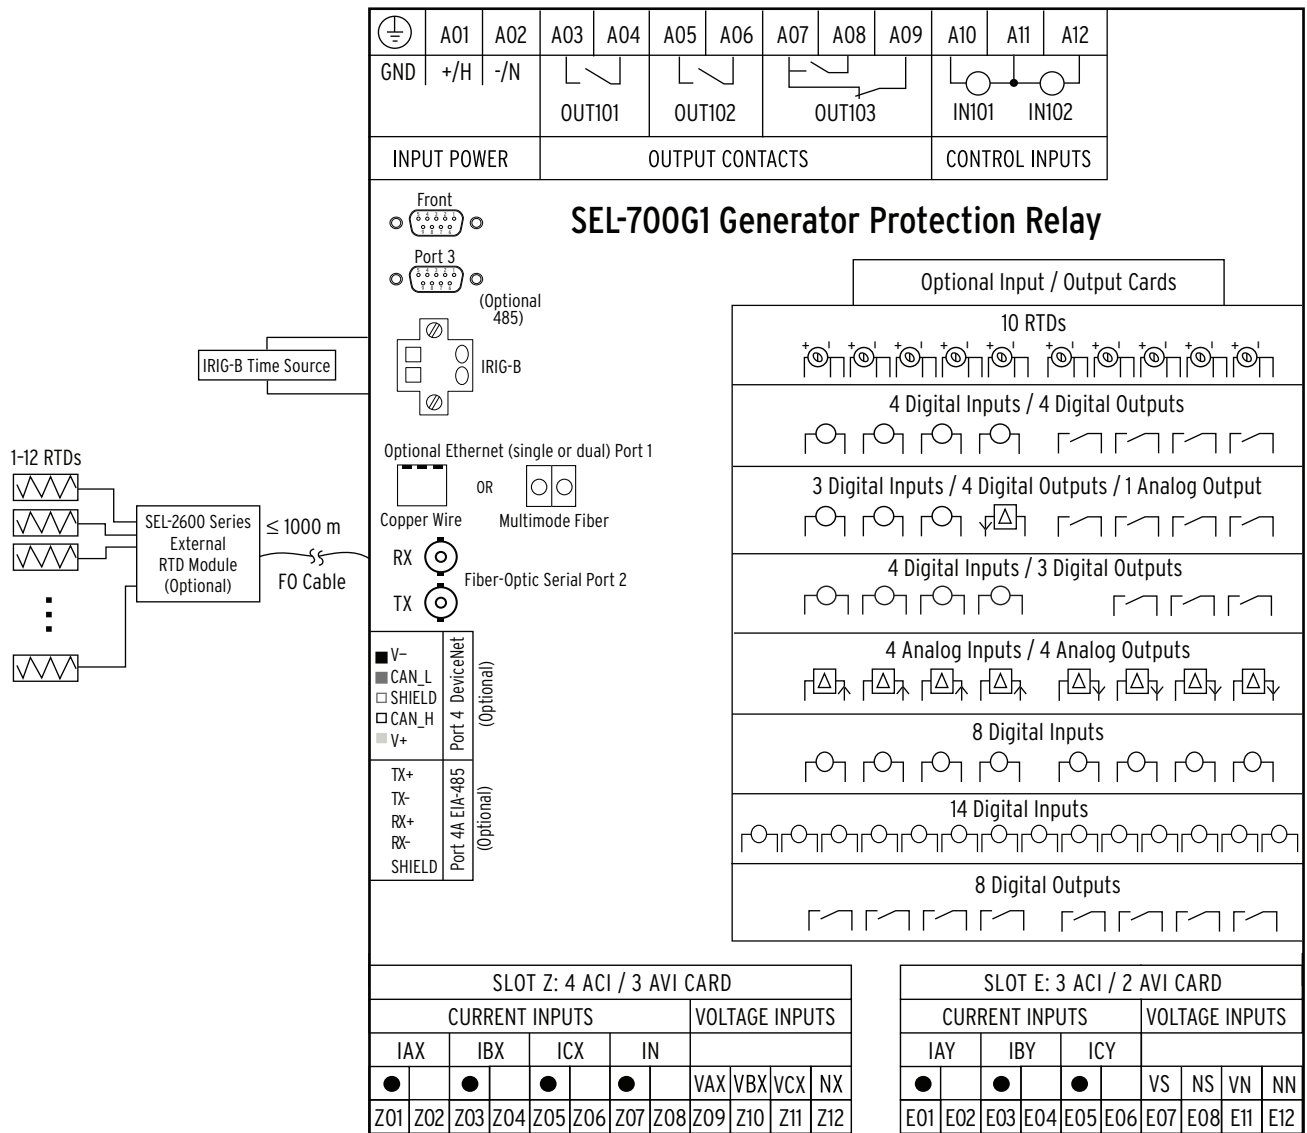 A01 A02 A03 A04 A05 A06 A07 A08 A09 A10 A11 A12
GND +/H -/N
OUT101 OUT102 OUT103 IN101 IN102
INPUT POWER OUTPUT CONTACTS CONTROL INPUTS
SEL-700G1 Generator Protection Relay
Front
Port 3
(Optional
485)
IRIG-B
IRIG-B Time Source
Optional Ethernet (single or dual) Port 1
OR
Copper Wire Multimode Fiber
1-12 RTDs
SEL-2600 Series
External
RTD Module
(Optional)
≤ 1000 m
FO Cable
RX
TX
Fiber-Optic Serial Port 2
V-
CAN_L
SHIELD
CAN_H
V+
Port 4 DeviceNet
(Optional)
TX+
TX-
RX+
RX-
SHIELD
Port 4A EIA-485
(Optional)
Optional Input / Output Cards
10 RTDs
+ - + - + - + - + - + - + - + - + - + -
4 Digital Inputs / 4 Digital Outputs
3 Digital Inputs / 4 Digital Outputs / 1 Analog Output
4 Digital Inputs / 3 Digital Outputs
4 Analog Inputs / 4 Analog Outputs
8 Digital Inputs
14 Digital Inputs
8 Digital Outputs
SLOT Z: 4 ACI / 3 AVI CARD
CURRENT INPUTS VOLTAGE INPUTS
IAX IBX ICX IN
VAX VBX VCX NX
Z01 Z02 Z03 Z04 Z05 Z06 Z07 Z08 Z09 Z10 Z11 Z12
SLOT E: 3 ACI / 2 AVI CARD
CURRENT INPUTS VOLTAGE INPUTS
IAY IBY ICY
VS NS VN NN
E01 E02 E03 E04 E05 E06 E07 E08 E11 E12